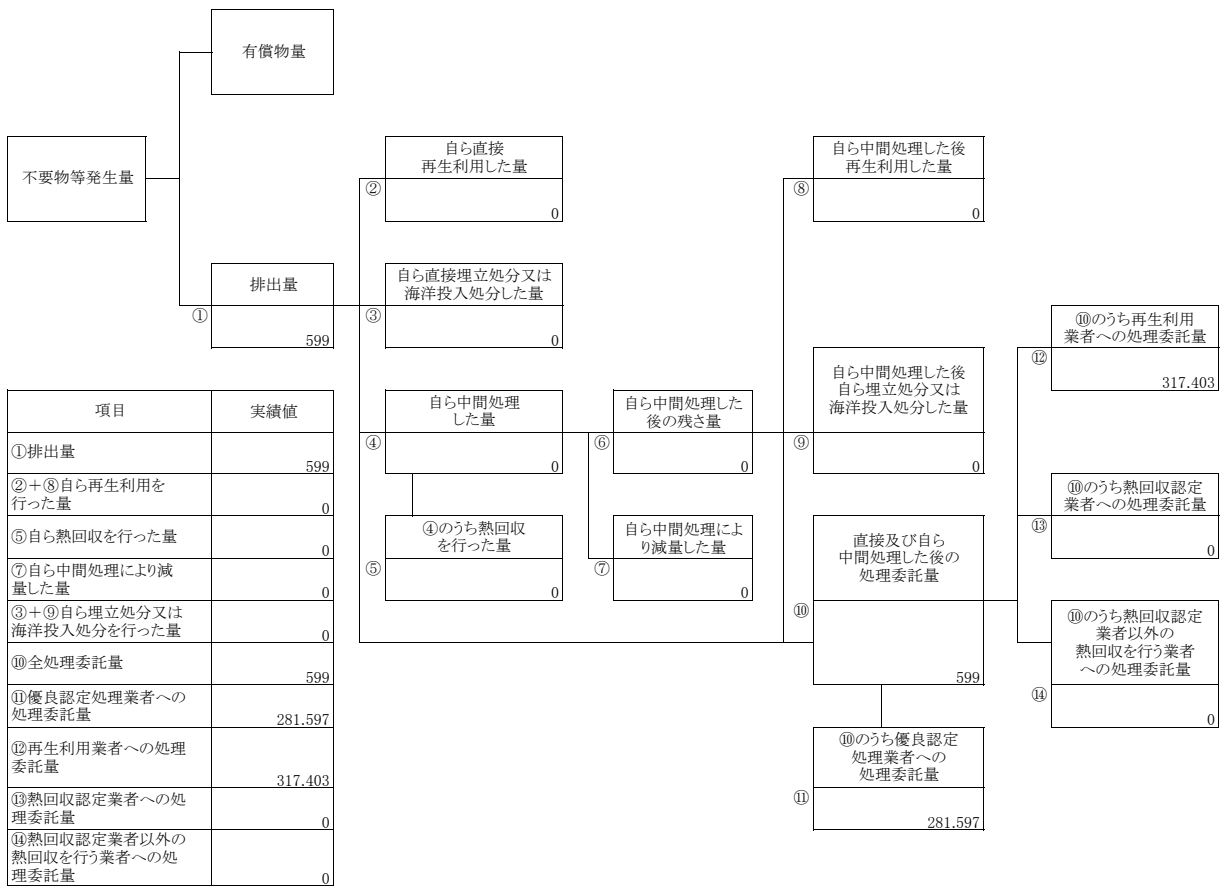 有償物量
不要物等発生量
排出量
①
599
自ら直接
再生利用した量
②
0
自ら直接埋立処分又は
海洋投入処分した量
③
0
自ら中間処理
した量
④
0
④のうち熱回収
を行った量
⑤
0
自ら中間処理した
後の残さ量
⑥
0
自ら中間処理によ
り減量した量
⑦
0
自ら中間処理した後
再生利用した量
⑧
0
自ら中間処理した後
自ら埋立処分又は
海洋投入処分した量
⑨
0
直接及び自ら
中間処理した後の
処理委託量
⑩
599
⑩のうち優良認定
処理業者への
処理委託量
⑪
281.597
⑩のうち再生利用
業者への処理委託量
⑫
317.403
⑩のうち熱回収認定
業者への処理委託量
⑬
0
⑩のうち熱回収認定
業者以外の
熱回収を行う業者
への処理委託量
⑭
0
項目 実績値
①排出量
599
②+⑧自ら再生利用を
行った量
0
⑤自ら熱回収を行った量
0
⑦自ら中間処理により減
量した量
0
③+⑨自ら埋立処分又は
海洋投入処分を行った量
0
⑩全処理委託量
599
⑪優良認定処理業者への
処理委託量
281.597
⑫再生利用業者への処理
委託量
317.403
⑬熱回収認定業者への処
理委託量
0
⑭熱回収認定業者以外の
熱回収を行う業者への処
理委託量
0